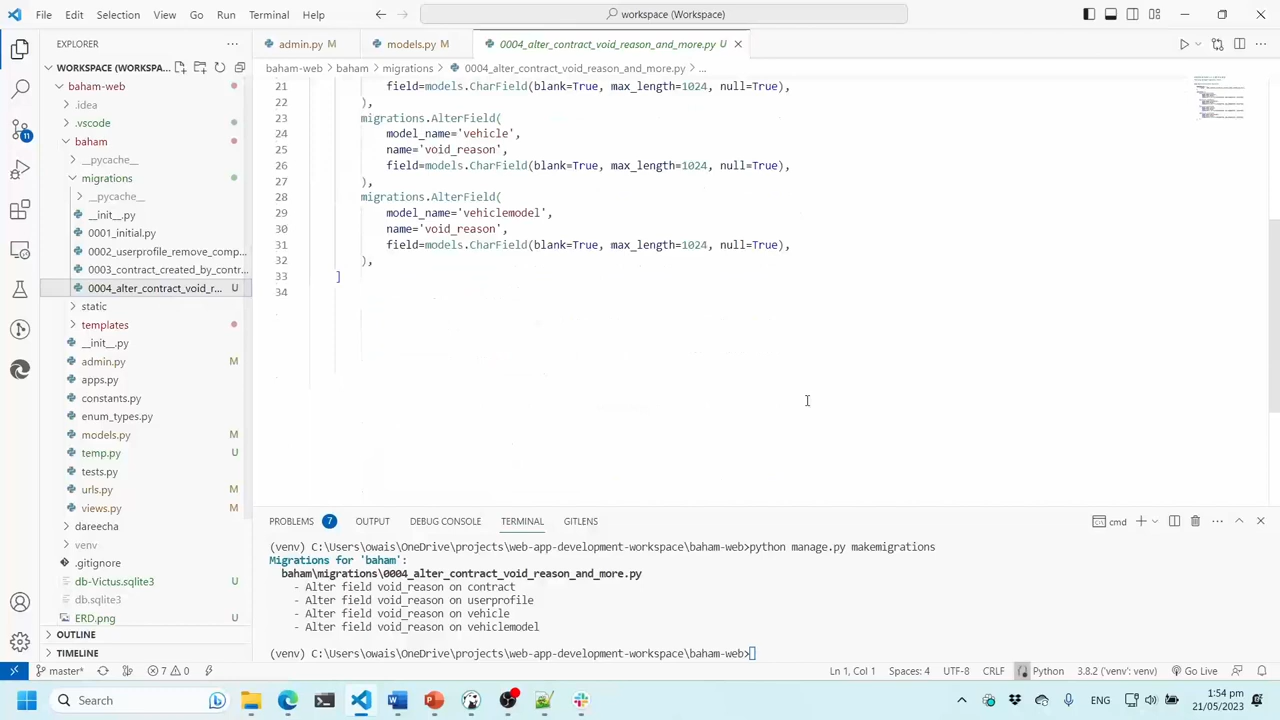 File Edit Selection View Go Run Terminal Help
workspace (Workspace)
EXPLORER
admin.py M
models.py M
0004_alter_contract_void_reason_and_more.py U
WORKSPACE (WORKSPA...
baham-web > baham > migrations > 0004_alter_contract_void_reason_and_more.py > ...
baham-web
.idea
.vscode
baham
__pycache__
migrations
__pycache__
__init__.py
0001_initial.py
0002_userprofile_remove_comp...
0003_contract_created_by_contr...
0004_alter_contract_void_r... U
static
templates
__init__.py
admin.py M
apps.py
constants.py
enum_types.py
models.py M
temp.py U
tests.py
urls.py M
views.py M
dareecha
venv
.gitignore
db-Victus.sqlite3 U
db.sqlite3
ERD.png U
OUTLINE
TIMELINE
21 field=models.CharField(blank=True, max_length=1024, null=True),
22 ),
23 migrations.AlterField(
24 model_name='vehicle',
25 name='void_reason',
26 field=models.CharField(blank=True, max_length=1024, null=True),
27 ),
28 migrations.AlterField(
29 model_name='vehiclemodel',
30 name='void_reason',
31 field=models.CharField(blank=True, max_length=1024, null=True),
32 ),
33 ]
34
PROBLEMS 7 OUTPUT DEBUG CONSOLE TERMINAL GITLENS
cmd
(venv) C:\Users\owais\OneDrive\projects\web-app-development-workspace\baham-web>python manage.py makemigrations
Migrations for 'baham':
baham\migrations\0004_alter_contract_void_reason_and_more.py
- Alter field void_reason on contract
- Alter field void_reason on userprofile
- Alter field void_reason on vehicle
- Alter field void_reason on vehiclemodel
(venv) C:\Users\owais\OneDrive\projects\web-app-development-workspace\baham-web>
11
master* 7 0
Ln 1, Col 1 Spaces: 4 UTF-8 CRLF Python 3.8.2 ('venv': venv) Go Live
Search
ENG
1:54 pm
21/05/2023